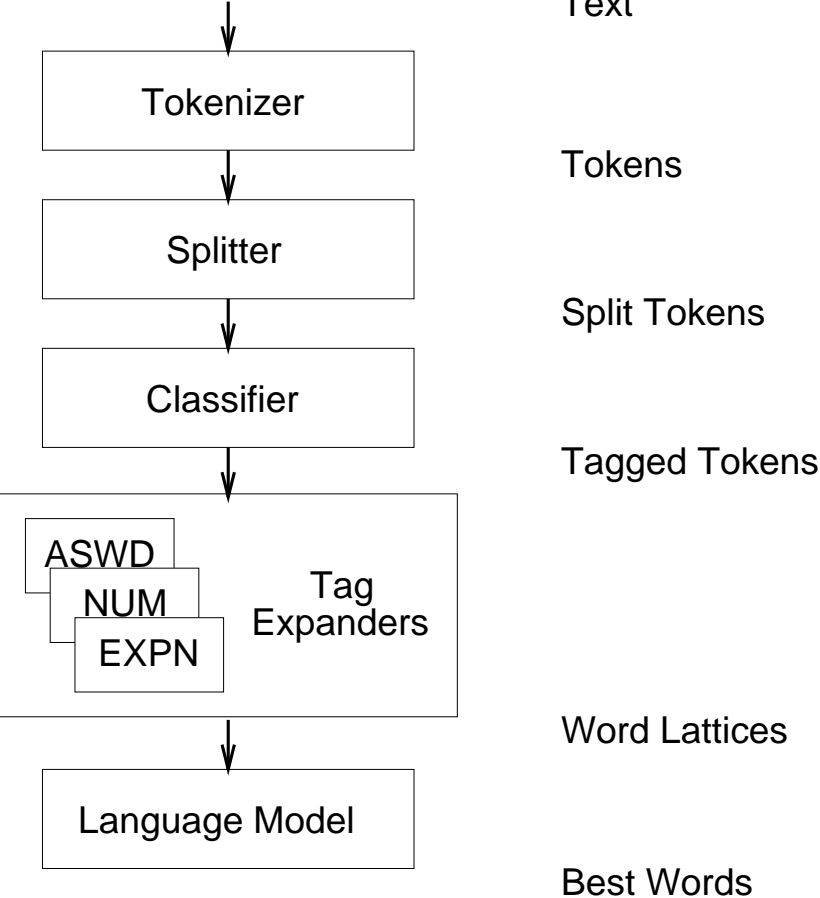 Text
Tokenizer
Tokens
Splitter
Split Tokens
Classifier
Tagged Tokens
ASWD
NUM
EXPN
Tag
Expanders
Word Lattices
Language Model
Best Words